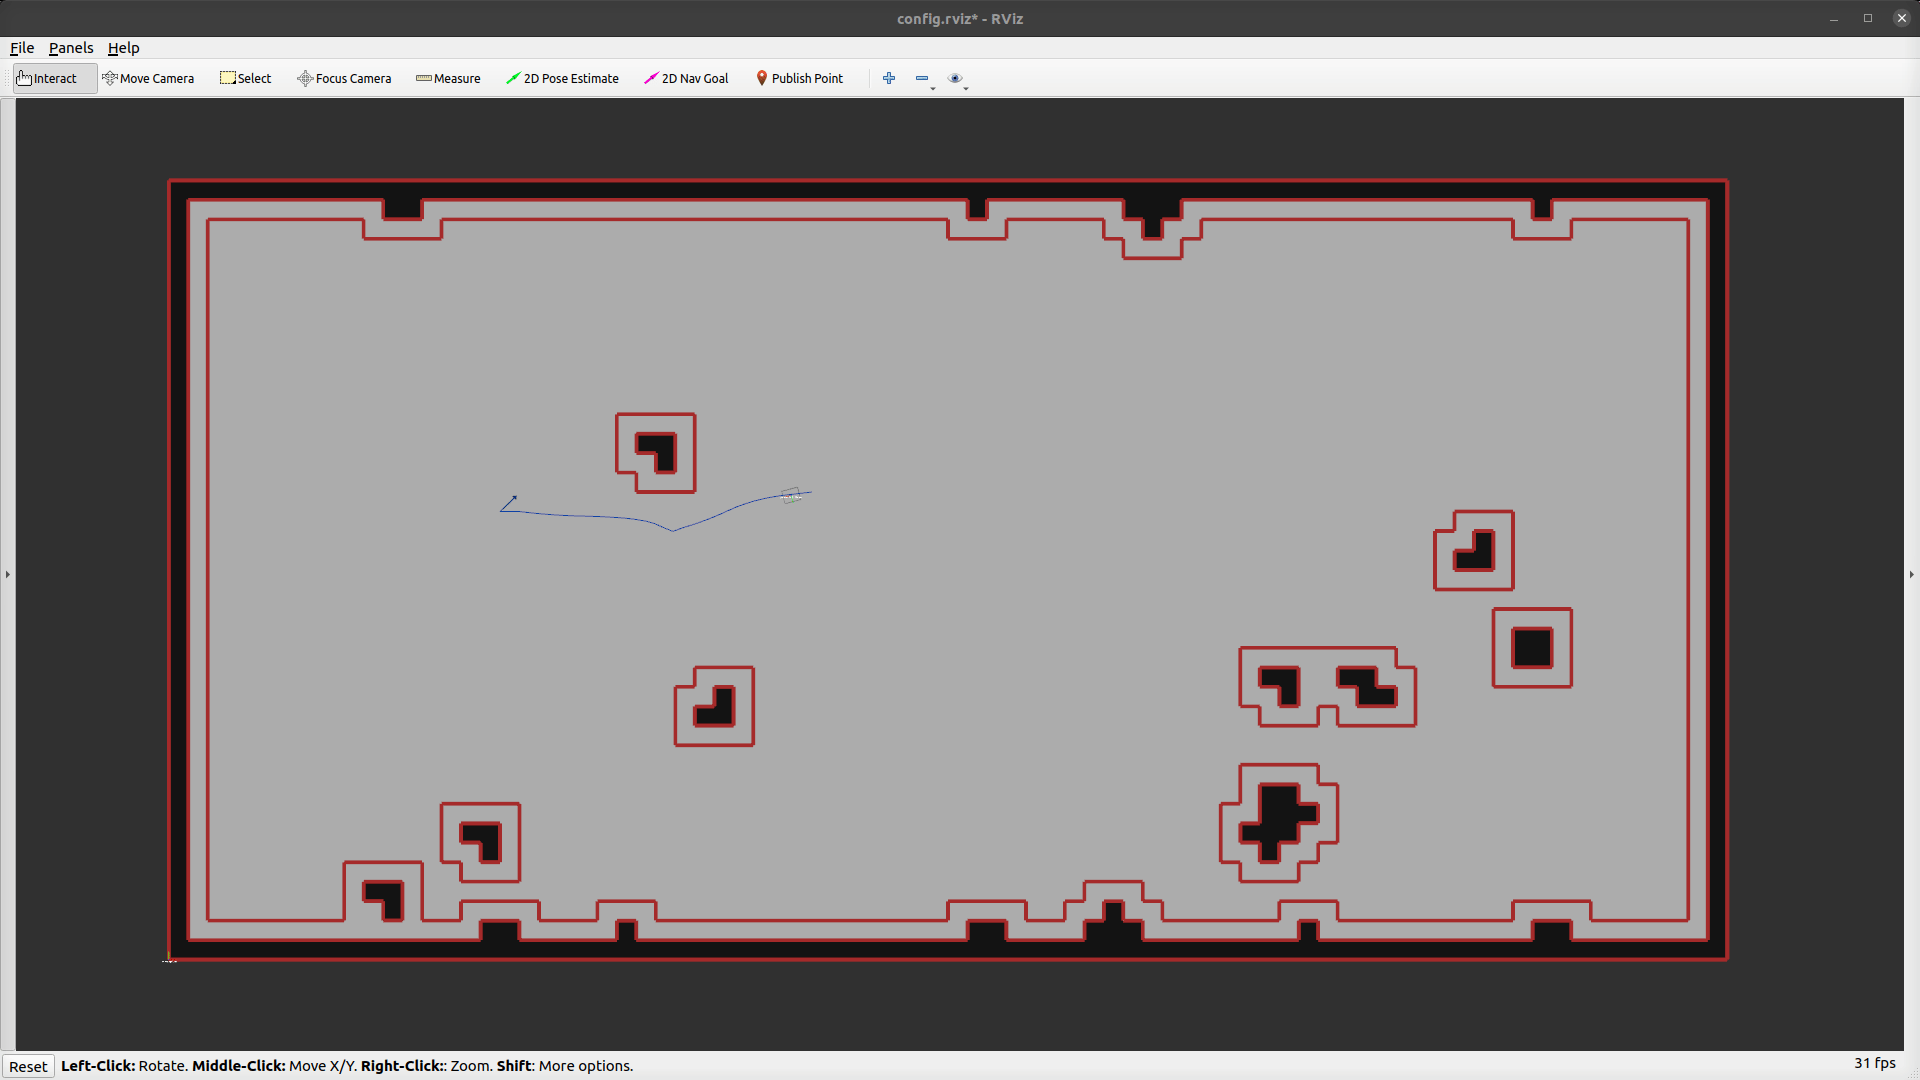 config.rviz* - RViz
File Panels Help
Interact Move Camera Select Focus Camera Measure 2D Pose Estimate 2D Nav Goal Publish Point
Reset Left-Click: Rotate. Middle-Click: Move X/Y. Right-Click:: Zoom. Shift: More options. 31 fps